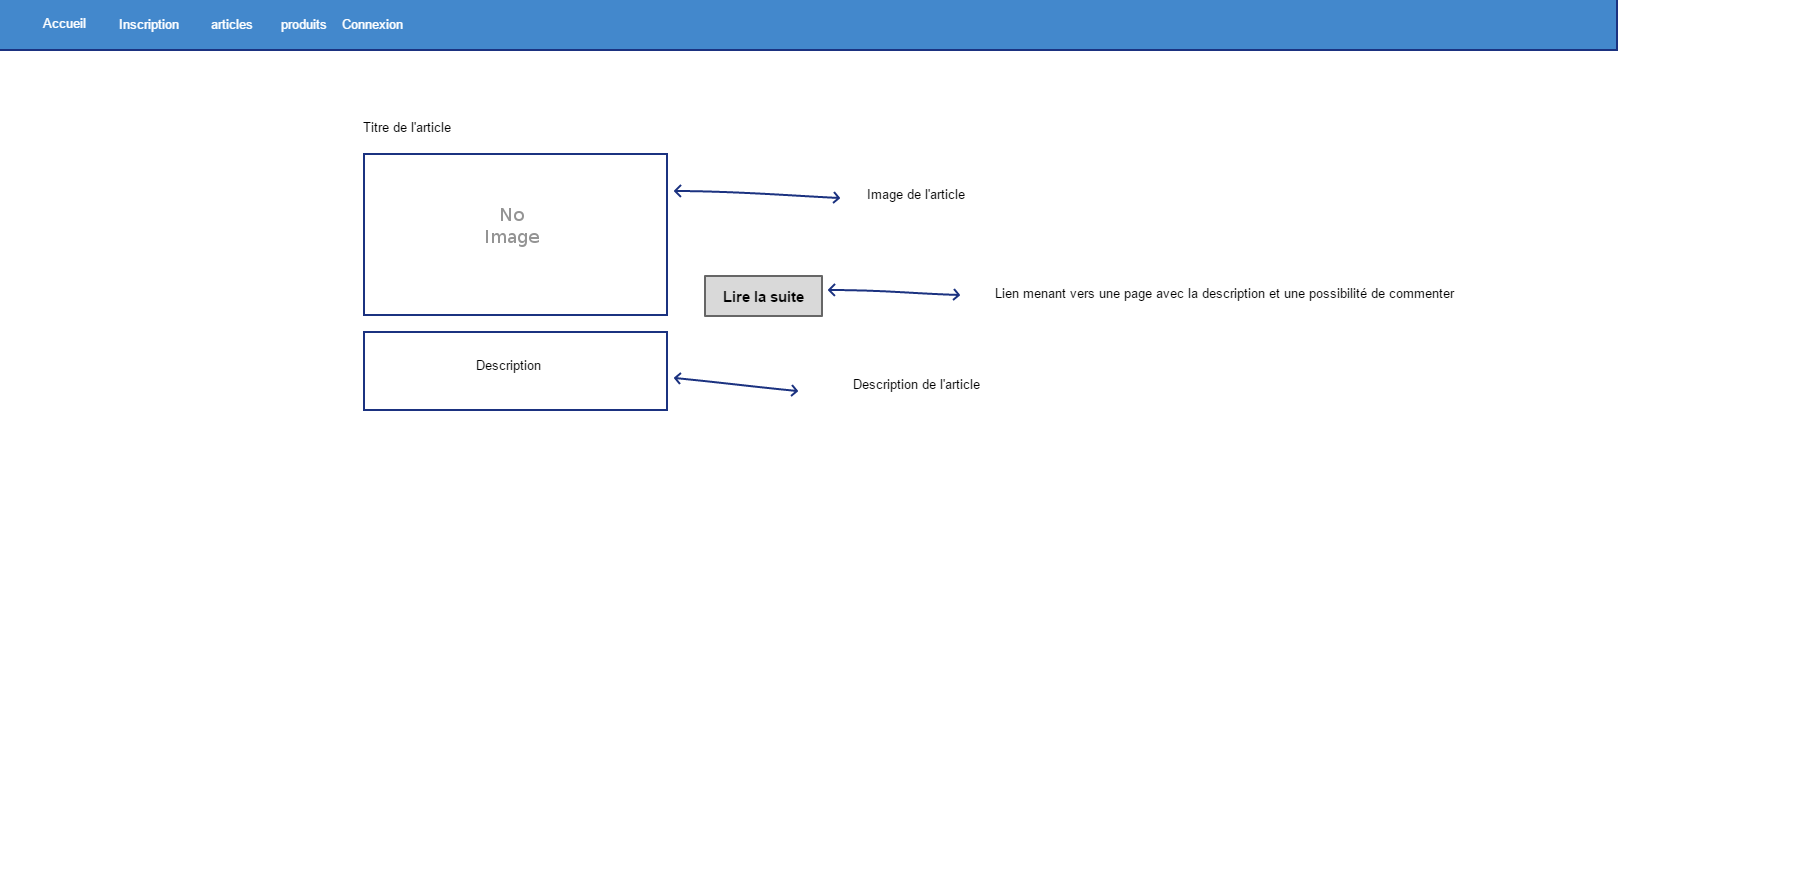 Accueil Inscription articles produits Connexion
Titre de l'article
No
Image
Image de l'article
Lire la suite
Lien menant vers une page avec la description et une possibilité de commenter
Description
Description de l'article